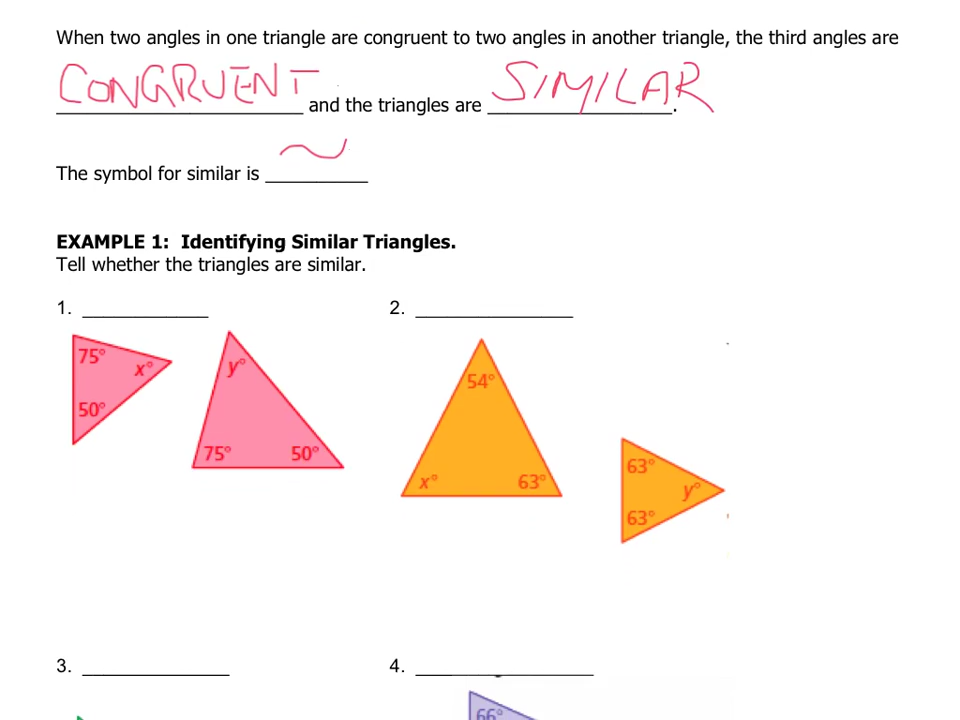 When two angles in one triangle are congruent to two angles in another triangle, the third angles are
CONGRUENT and the triangles are SIMILAR.
The symbol for similar is ~
EXAMPLE 1: Identifying Similar Triangles.
Tell whether the triangles are similar.
1. 2.
75° x° y° 54°
50°
75° 50° x° 63° 63° y°
63°
3. 4.
66°